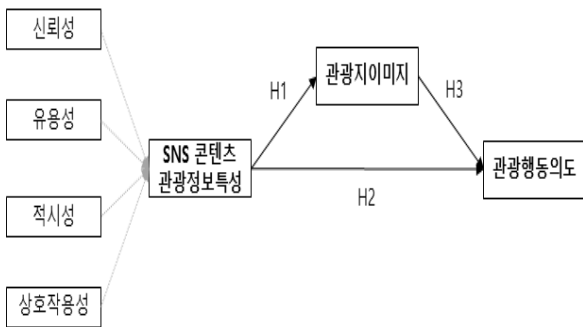 신뢰성
유용성
적시성
상호작용성
SNS 콘텐츠
관광정보특성
H1
관광지이미지
H3
H2
관광행동의도